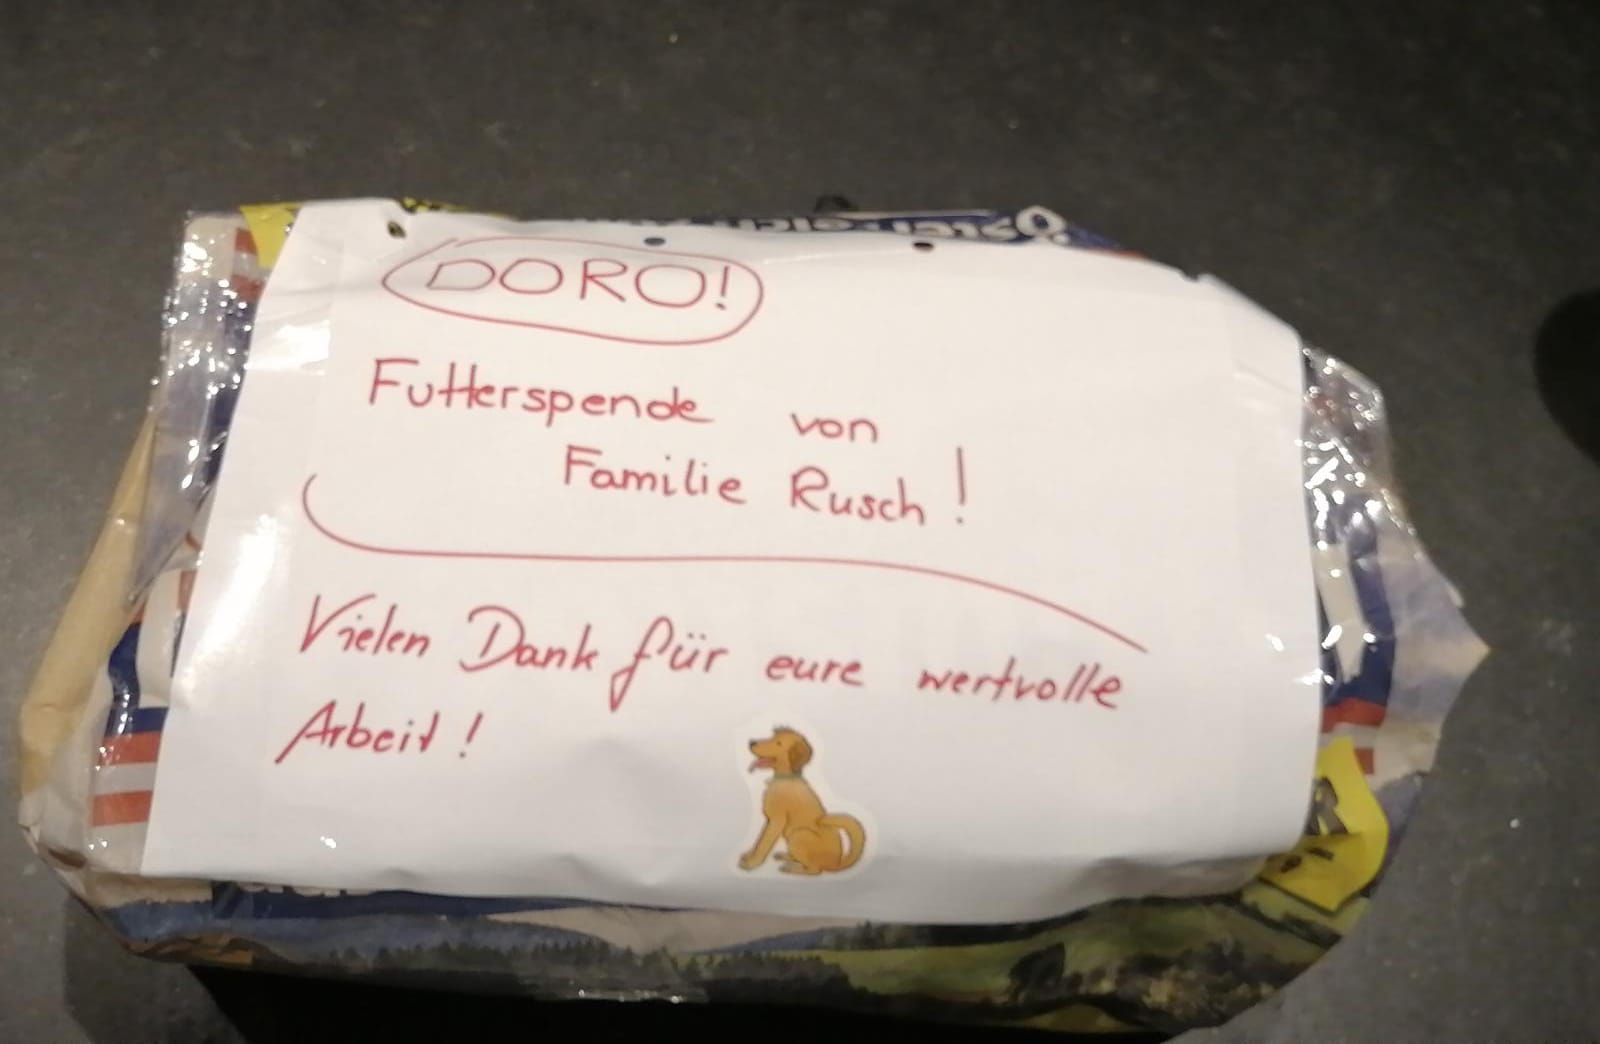 DORO!
Futterspende von
Familie Rusch!
Vielen Dank für eure wertvolle
Arbeit!